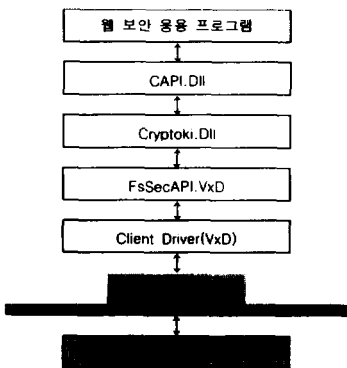 웹 보안 응용 프로그램
CAPI.Dll
Cryptoki.Dll
FsSecAPI.VxD
Client Driver(VxD)